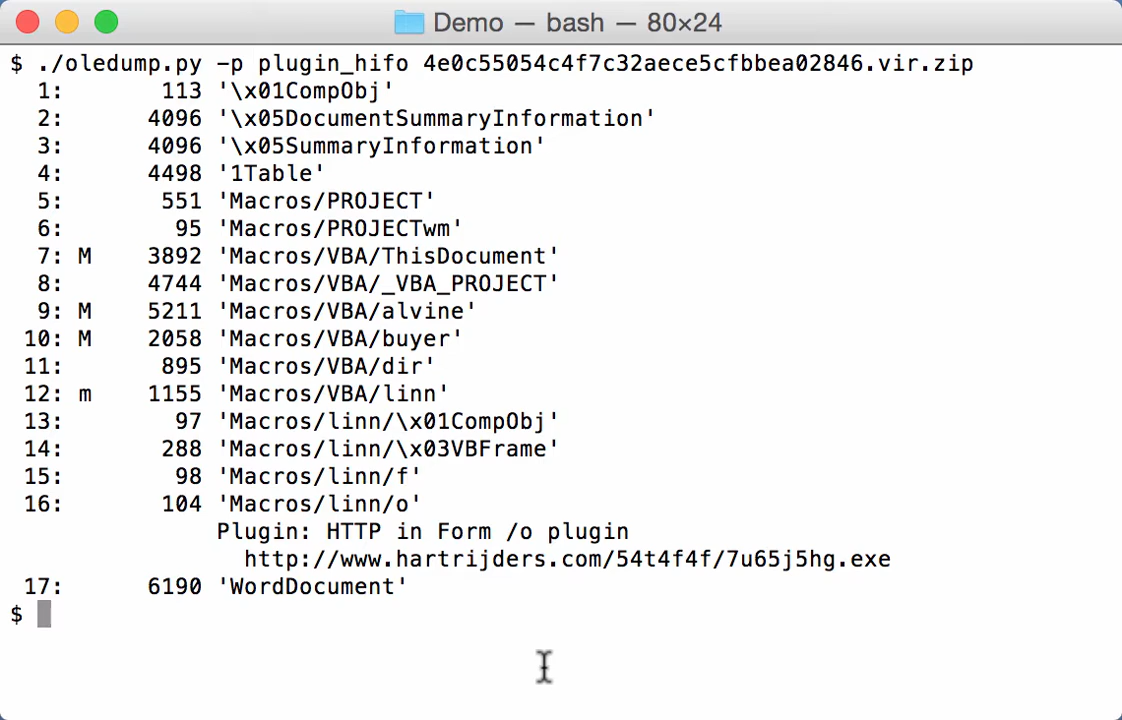 Demo — bash — 80×24
$ ./oledump.py -p plugin_hifo 4e0c55054c4f7c32aece5cfbbea02846.vir.zip
  1:       113 '\x01CompObj'
  2:      4096 '\x05DocumentSummaryInformation'
  3:      4096 '\x05SummaryInformation'
  4:      4498 '1Table'
  5:       551 'Macros/PROJECT'
  6:        95 'Macros/PROJECTwm'
  7: M    3892 'Macros/VBA/ThisDocument'
  8:      4744 'Macros/VBA/_VBA_PROJECT'
  9: M    5211 'Macros/VBA/alvine'
 10: M    2058 'Macros/VBA/buyer'
 11:       895 'Macros/VBA/dir'
 12: m    1155 'Macros/VBA/linn'
 13:        97 'Macros/linn/\x01CompObj'
 14:       288 'Macros/linn/\x03VBFrame'
 15:        98 'Macros/linn/f'
 16:       104 'Macros/linn/o'
               Plugin: HTTP in Form /o plugin
                 http://www.hartrijders.com/54t4f4f/7u65j5hg.exe
 17:      6190 'WordDocument'
$